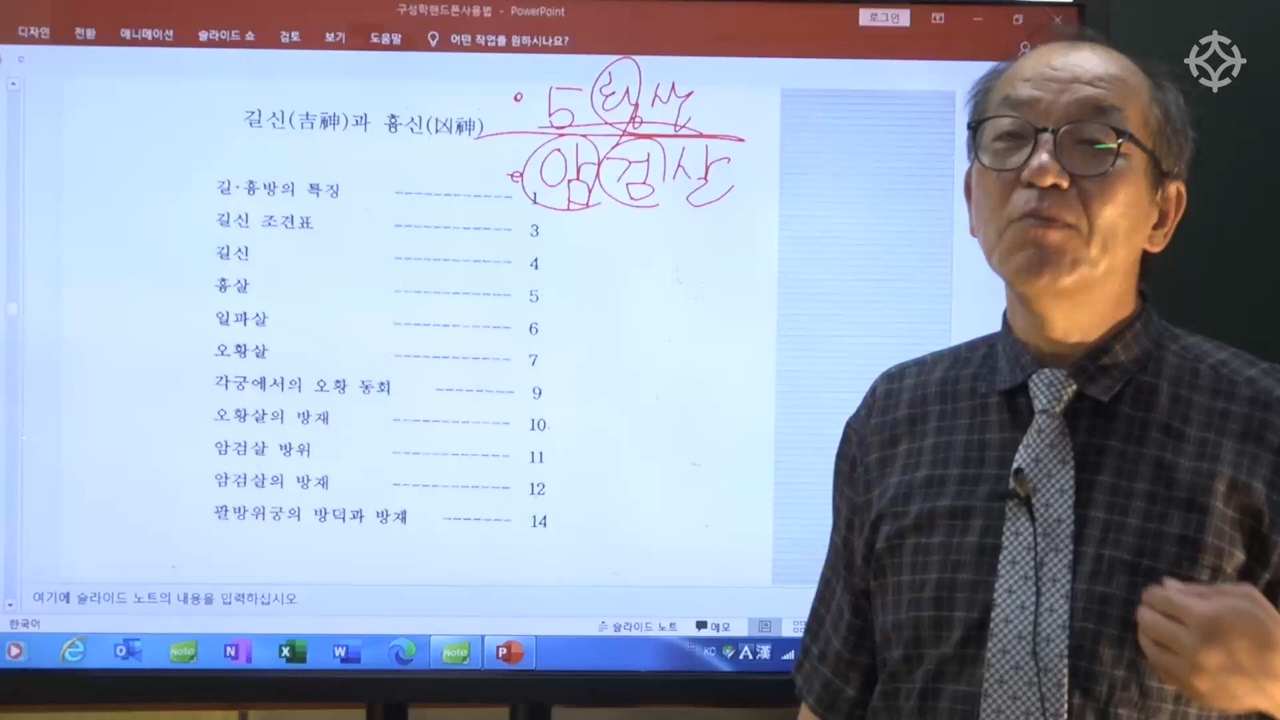 구성학핸드폰사용법 - PowerPoint
로그인
디자인 전환 애니메이션 슬라이드 쇼 검토 보기 도움말 어떤 작업을 원하시나요?
5황살
길신(吉神)과 흉신(凶神)
암검살
길·흉방의 특징 ------------ 1
길신 조견표 ------------ 3
길신 ------------ 4
흉살 ------------ 5
일파살 ------------ 6
오황살 ------------ 7
각궁에서의 오황 동회 -------- 9
오황살의 방재 ------------ 10
암검살 방위 ------------ 11
암검살의 방재 ------------ 12
팔방위궁의 방덕과 방재 ------- 14
여기에 슬라이드 노트의 내용을 입력하십시오
한국어
슬라이드 노트 메모
Note N X W Note P KO A 漢